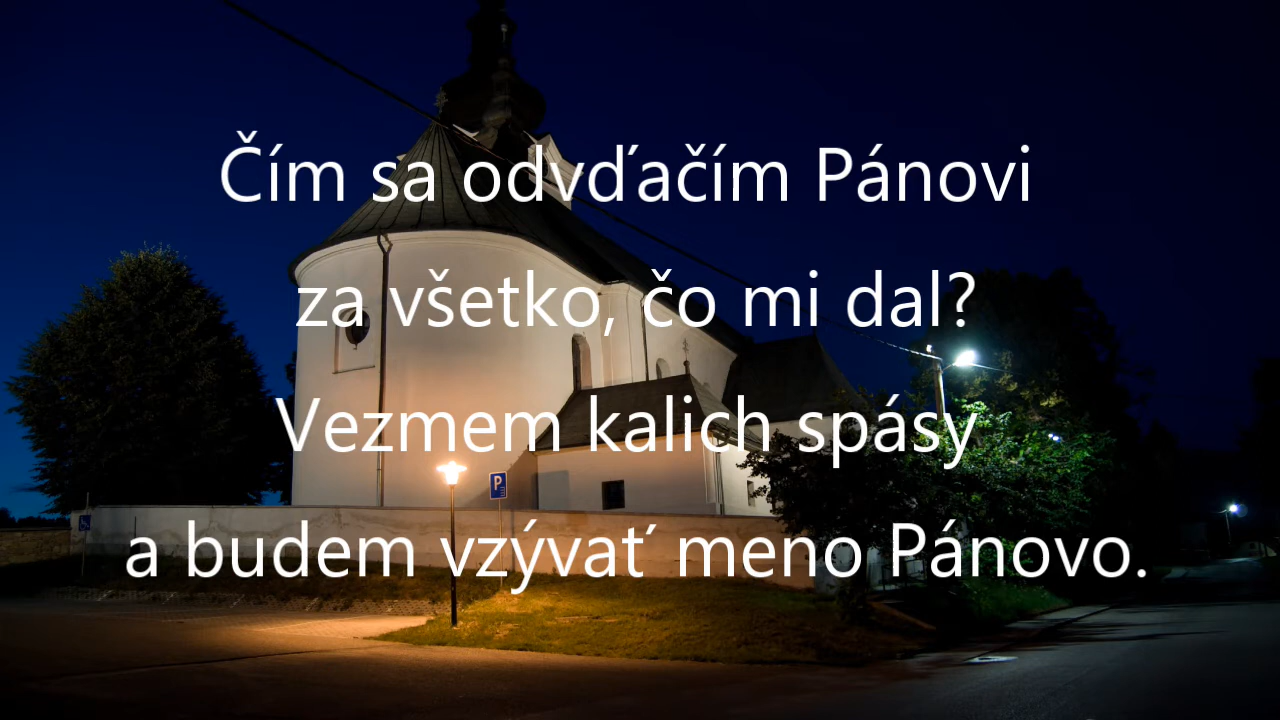 Čím sa odvďačím Pánovi
za všetko, čo mi dal?
Vezmem kalich spásy
a budem vzývať meno Pánovo.
P